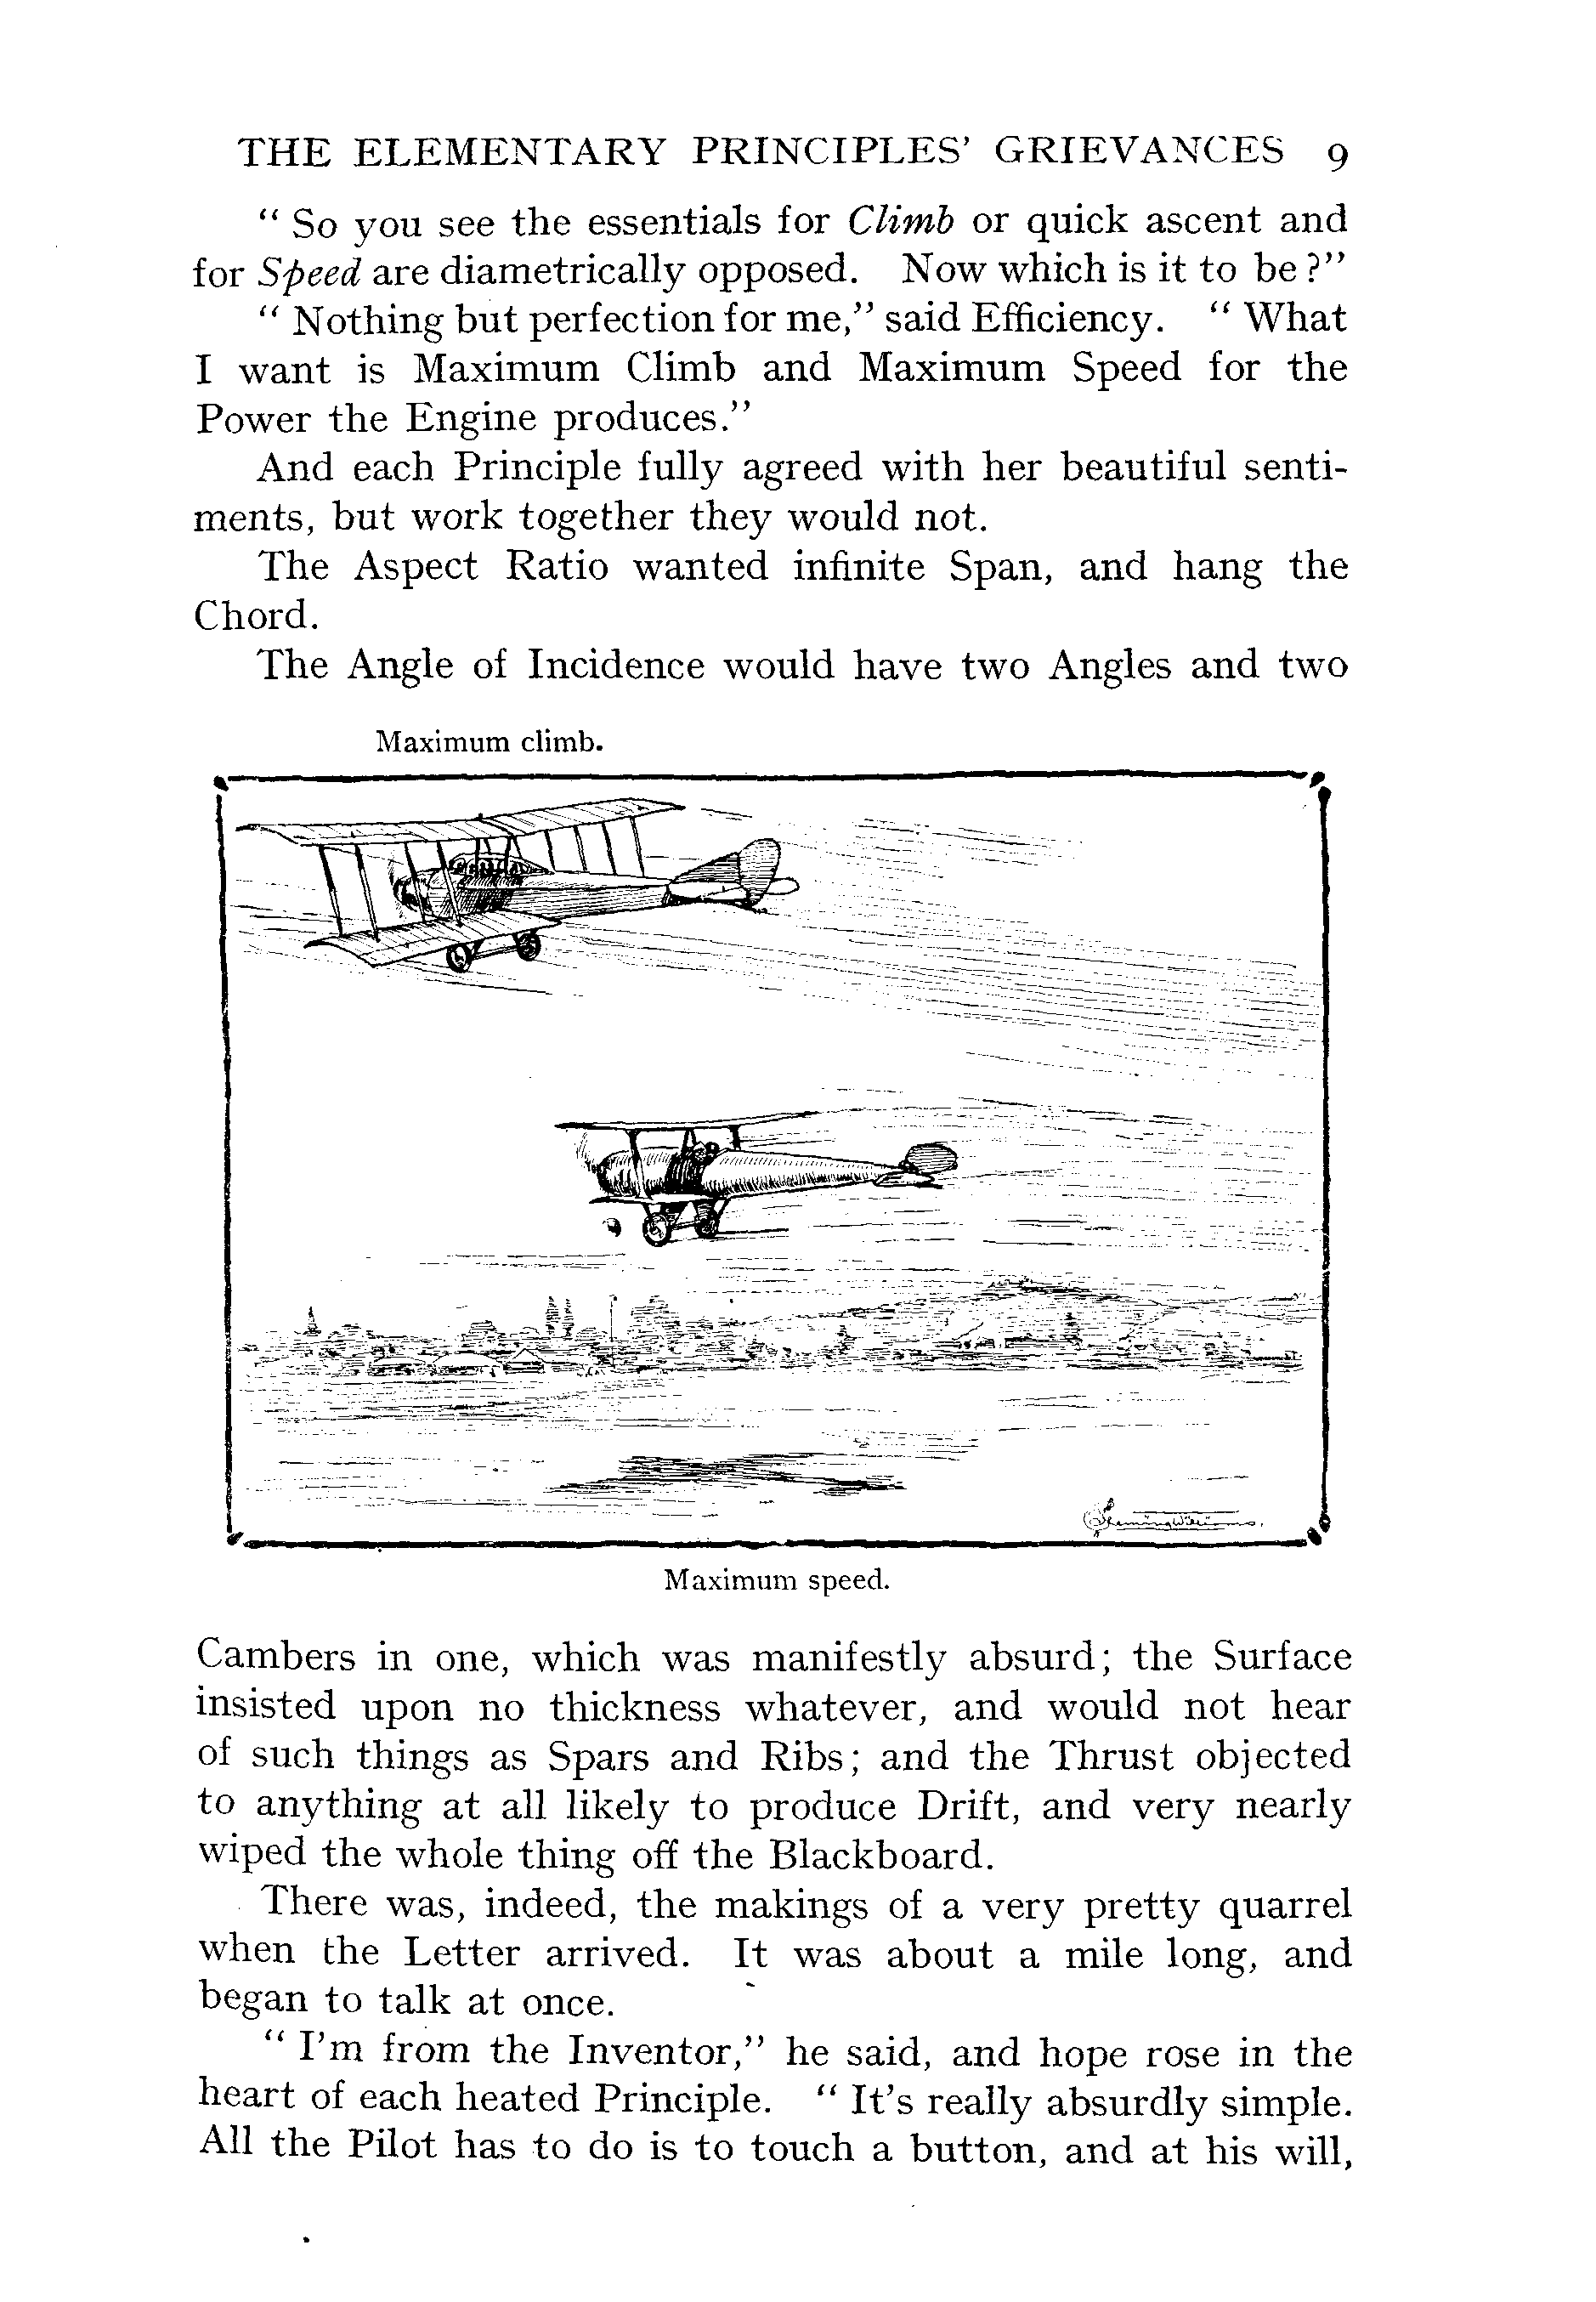 THE ELEMENTARY PRINCIPLES' GRIEVANCES 9
“ So you see the essentials for Climb or quick ascent and
for Speed are diametrically opposed. Now which is it to be ?”
“ Nothing but perfection for me,” said Efficiency. “ What
I want is Maximum Climb and Maximum Speed for the
Power the Engine produces.”
And each Principle fully agreed with her beautiful senti-
ments, but work together they would not.
The Aspect Ratio wanted infinite Span, and hang the
Chord.
The Angle of Incidence would have two Angles and two
Maximum climb.
Maximum speed.
Cambers in one, which was manifestly absurd; the Surface
insisted upon no thickness whatever, and would not hear
of such things as Spars and Ribs; and the Thrust objected
to anything at all likely to produce Drift, and very nearly
wiped the whole thing off the Blackboard.
There was, indeed, the makings of a very pretty quarrel
when the Letter arrived. It was about a mile long, and
began to talk at once.
“ I'm from the Inventor,” he said, and hope rose in the
heart of each heated Principle. “ It's really absurdly simple.
All the Pilot has to do is to touch a button, and at his will,